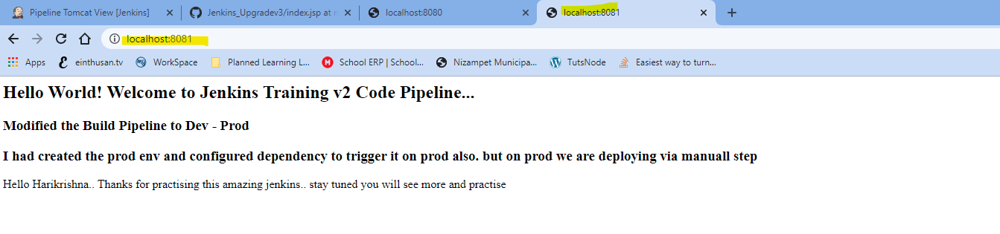 Pipeline Tomcat View [Jenkins]
Jenkins_Upgradev3/index.jsp at m
localhost:8080
localhost:8081
localhost:8081
Apps
einthusan.tv
WorkSpace
Planned Learning L...
School ERP | School...
Nizampet Municipa...
TutsNode
Easiest way to turn...
Hello World! Welcome to Jenkins Training v2 Code Pipeline...
Modified the Build Pipeline to Dev - Prod
I had created the prod env and configured dependency to trigger it on prod also. but on prod we are deploying via manuall step
Hello Harikrishna.. Thanks for practising this amazing jenkins.. stay tuned you will see more and practise